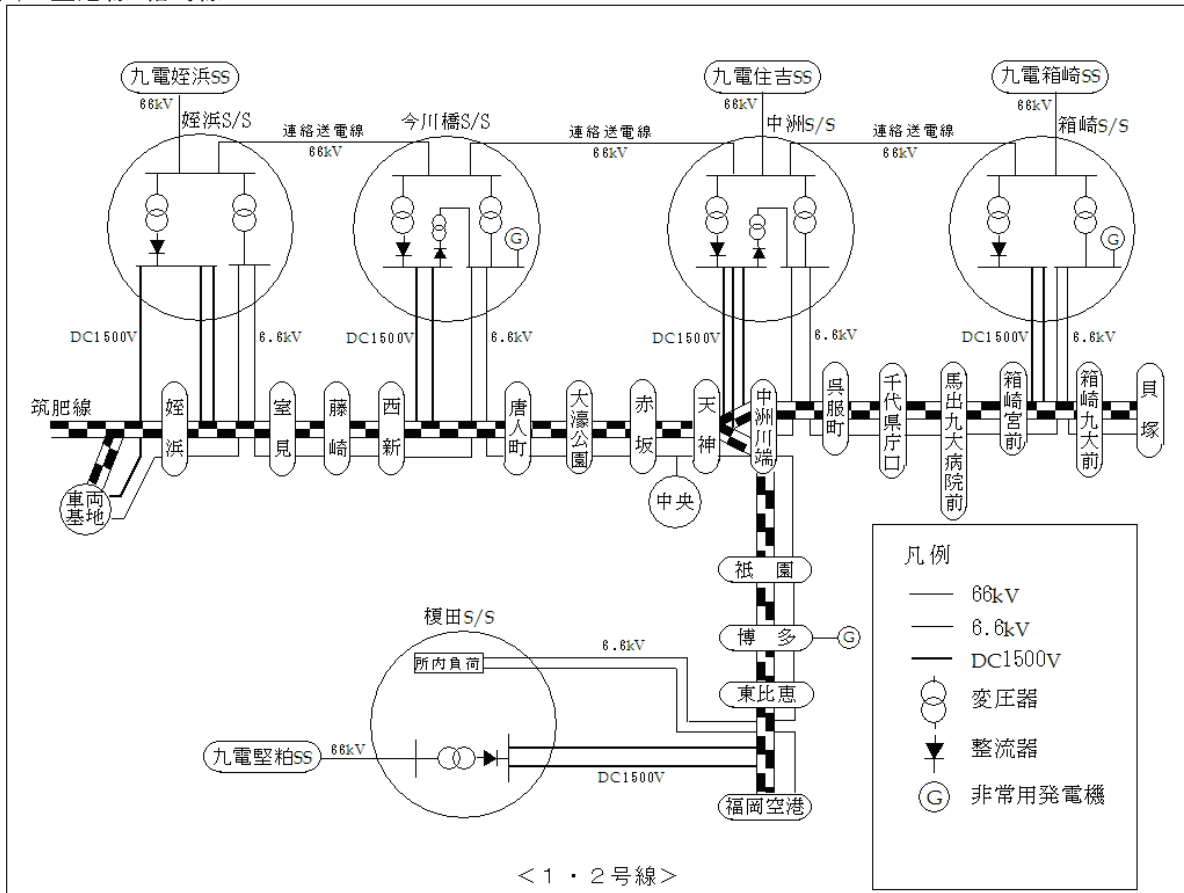 九電姪浜SS
九電住吉SS
九電箱崎SS
66kV
66kV
66kV
姪浜S/S
今川橋S/S
中洲S/S
箱崎S/S
連絡送電線
66kV
連絡送電線
66kV
連絡送電線
66kV
G
G
DC1500V
6.6kV
DC1500V
6.6kV
DC1500V
6.6kV
DC1500V
6.6kV
筑肥線
姪浜
室見
藤崎
西新
唐人町
大濠公園
赤坂
天神
中洲川端
呉服町
千代県庁口
馬出九大病院前
箱崎宮前
箱崎九大前
貝塚
車両
基地
中央
祇園
博多
G
東比恵
福岡空港
榎田S/S
所内負荷
6.6kV
九電堅粕SS
66kV
DC1500V
凡例
66kV
6.6kV
DC1500V
変圧器
整流器
G
非常用発電機
<1・2号線>